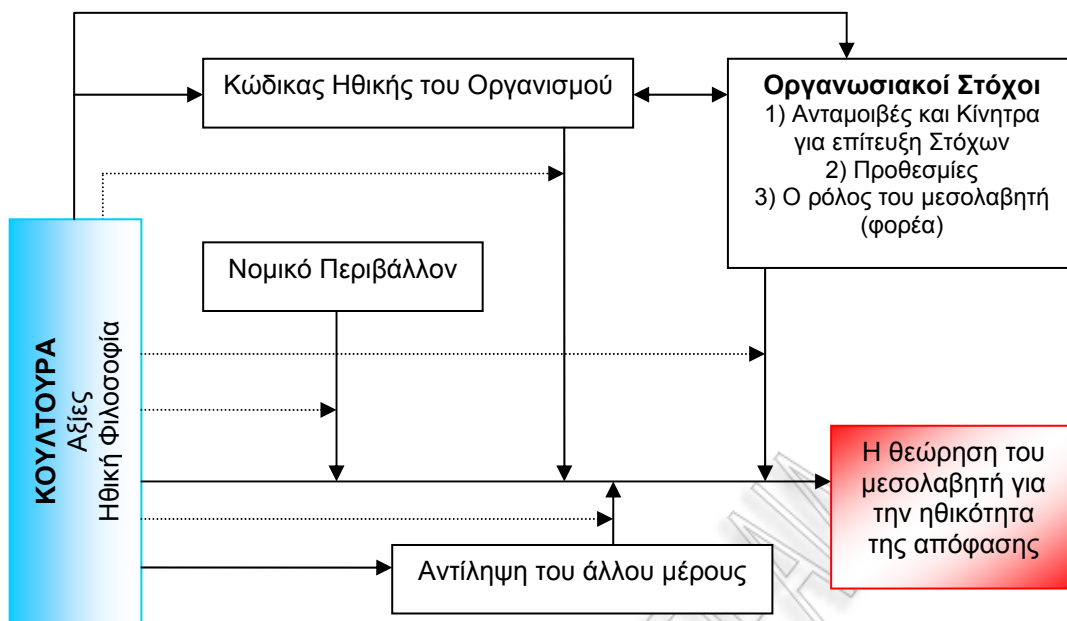 Κώδικας Ηθικής του Οργανισμού
Οργανωσιακοί Στόχοι
1) Ανταμοιβές και Κίνητρα
για επίτευξη Στόχων
2) Προθεσμίες
3) Ο ρόλος του μεσολαβητή
(φορέα)
Νομικό Περιβάλλον
ΚΟΥΛΤΟΥΡΑ
Αξίες
Ηθική Φιλοσοφία
Η θεώρηση του
μεσολαβητή για
την ηθικότητα
της απόφασης
Αντίληψη του άλλου μέρους